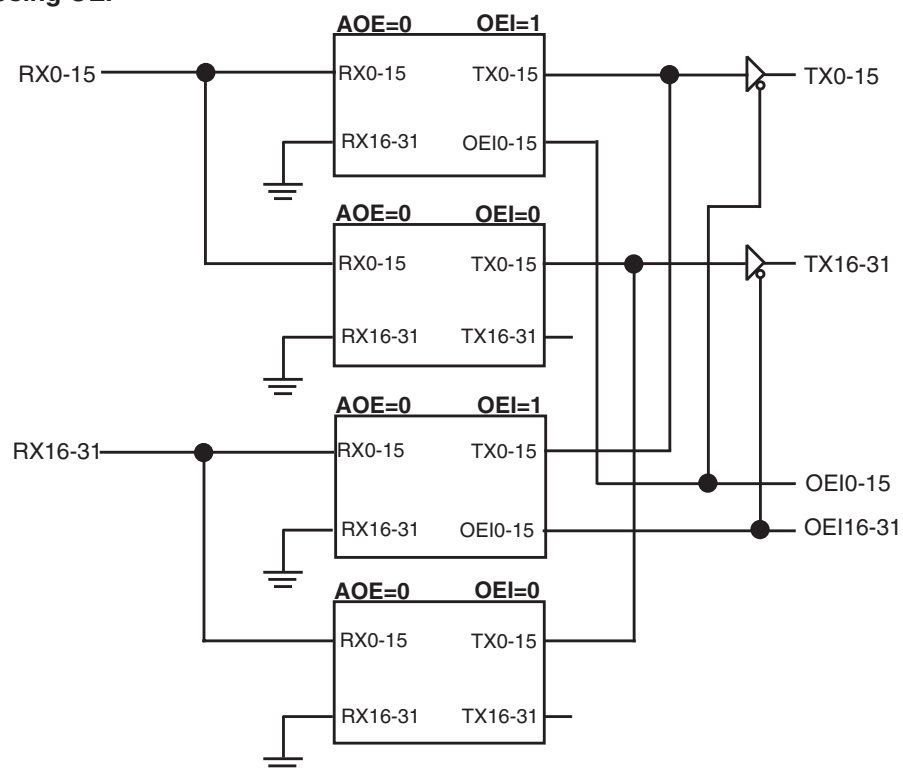 AOE=0 OEI=1
RX0-15 RX0-15 TX0-15 TX0-15
RX16-31 OEI0-15
AOE=0 OEI=0
RX0-15 TX0-15 TX16-31
RX16-31 TX16-31
AOE=0 OEI=1
RX16-31 RX0-15 TX0-15
OEI0-15
RX16-31 OEI0-15 OEI16-31
AOE=0 OEI=0
RX0-15 TX0-15
RX16-31 TX16-31